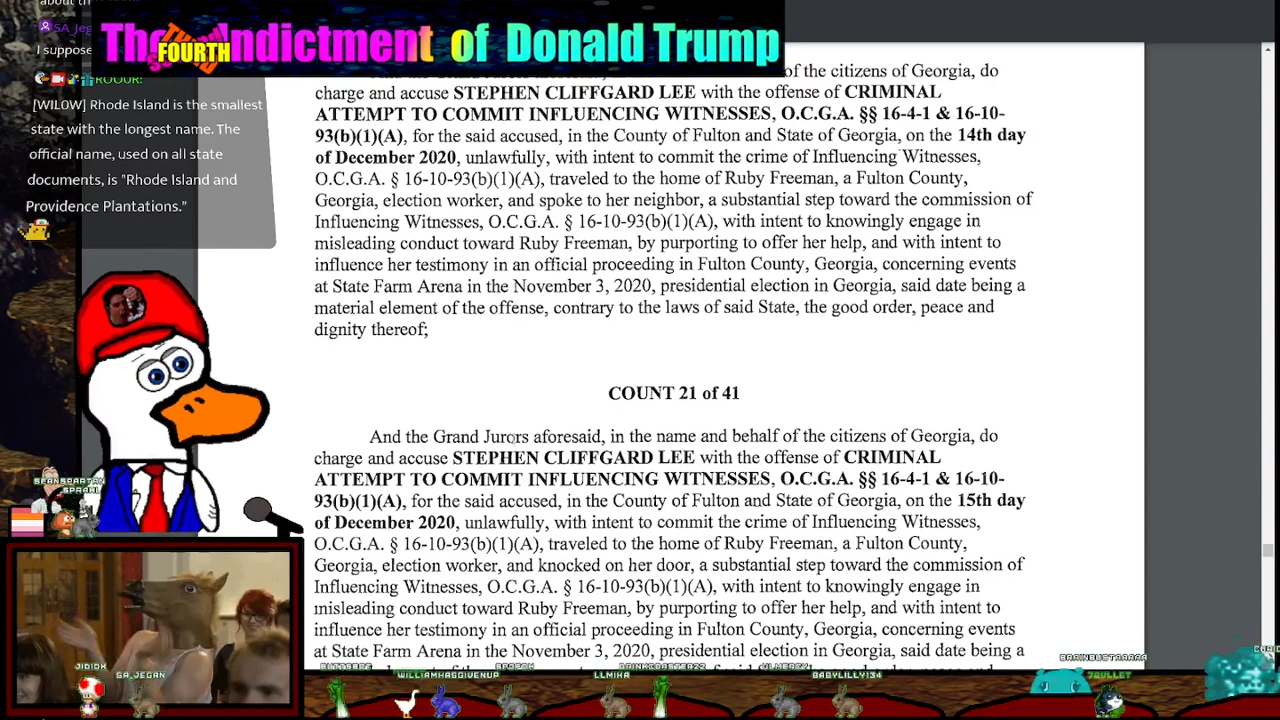 The Indictment of Donald Trump
FOURTH
SA_Jegan
I suppose
ROOUR:
[WILOW] Rhode Island is the smallest
state with the longest name. The
official name, used on all state
documents, is "Rhode Island and
Providence Plantations."
of the citizens of Georgia, do
charge and accuse STEPHEN CLIFFGARD LEE with the offense of CRIMINAL
ATTEMPT TO COMMIT INFLUENCING WITNESSES, O.C.G.A. §§ 16-4-1 & 16-10-
93(b)(1)(A), for the said accused, in the County of Fulton and State of Georgia, on the 14th day
of December 2020, unlawfully, with intent to commit the crime of Influencing Witnesses,
O.C.G.A. § 16-10-93(b)(1)(A), traveled to the home of Ruby Freeman, a Fulton County,
Georgia, election worker, and spoke to her neighbor, a substantial step toward the commission of
Influencing Witnesses, O.C.G.A. § 16-10-93(b)(1)(A), with intent to knowingly engage in
misleading conduct toward Ruby Freeman, by purporting to offer her help, and with intent to
influence her testimony in an official proceeding in Fulton County, Georgia, concerning events
at State Farm Arena in the November 3, 2020, presidential election in Georgia, said date being a
material element of the offense, contrary to the laws of said State, the good order, peace and
dignity thereof;
COUNT 21 of 41
And the Grand Jurors aforesaid, in the name and behalf of the citizens of Georgia, do
charge and accuse STEPHEN CLIFFGARD LEE with the offense of CRIMINAL
ATTEMPT TO COMMIT INFLUENCING WITNESSES, O.C.G.A. §§ 16-4-1 & 16-10-
93(b)(1)(A), for the said accused, in the County of Fulton and State of Georgia, on the 15th day
of December 2020, unlawfully, with intent to commit the crime of Influencing Witnesses,
O.C.G.A. § 16-10-93(b)(1)(A), traveled to the home of Ruby Freeman, a Fulton County,
Georgia, election worker, and knocked on her door, a substantial step toward the commission of
Influencing Witnesses, O.C.G.A. § 16-10-93(b)(1)(A), with intent to knowingly engage in
misleading conduct toward Ruby Freeman, by purporting to offer her help, and with intent to
influence her testimony in an official proceeding in Fulton County, Georgia, concerning events
at State Farm Arena in the November 3, 2020, presidential election in Georgia, said date being a
SEANSPARTAN
JIDIDK
SA_JEGAN
WILLIAMHASGIVENUP
LLMIKA
BABYLILLY134
BRAINBUSTAAAAA
72VLLET